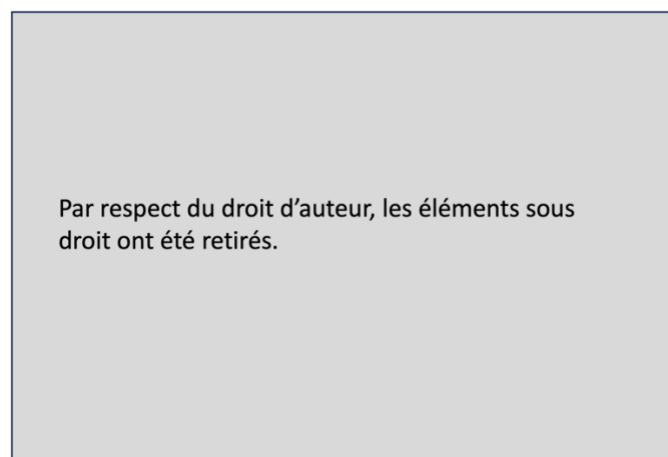 Par respect du droit d’auteur, les éléments sous
droit ont été retirés.